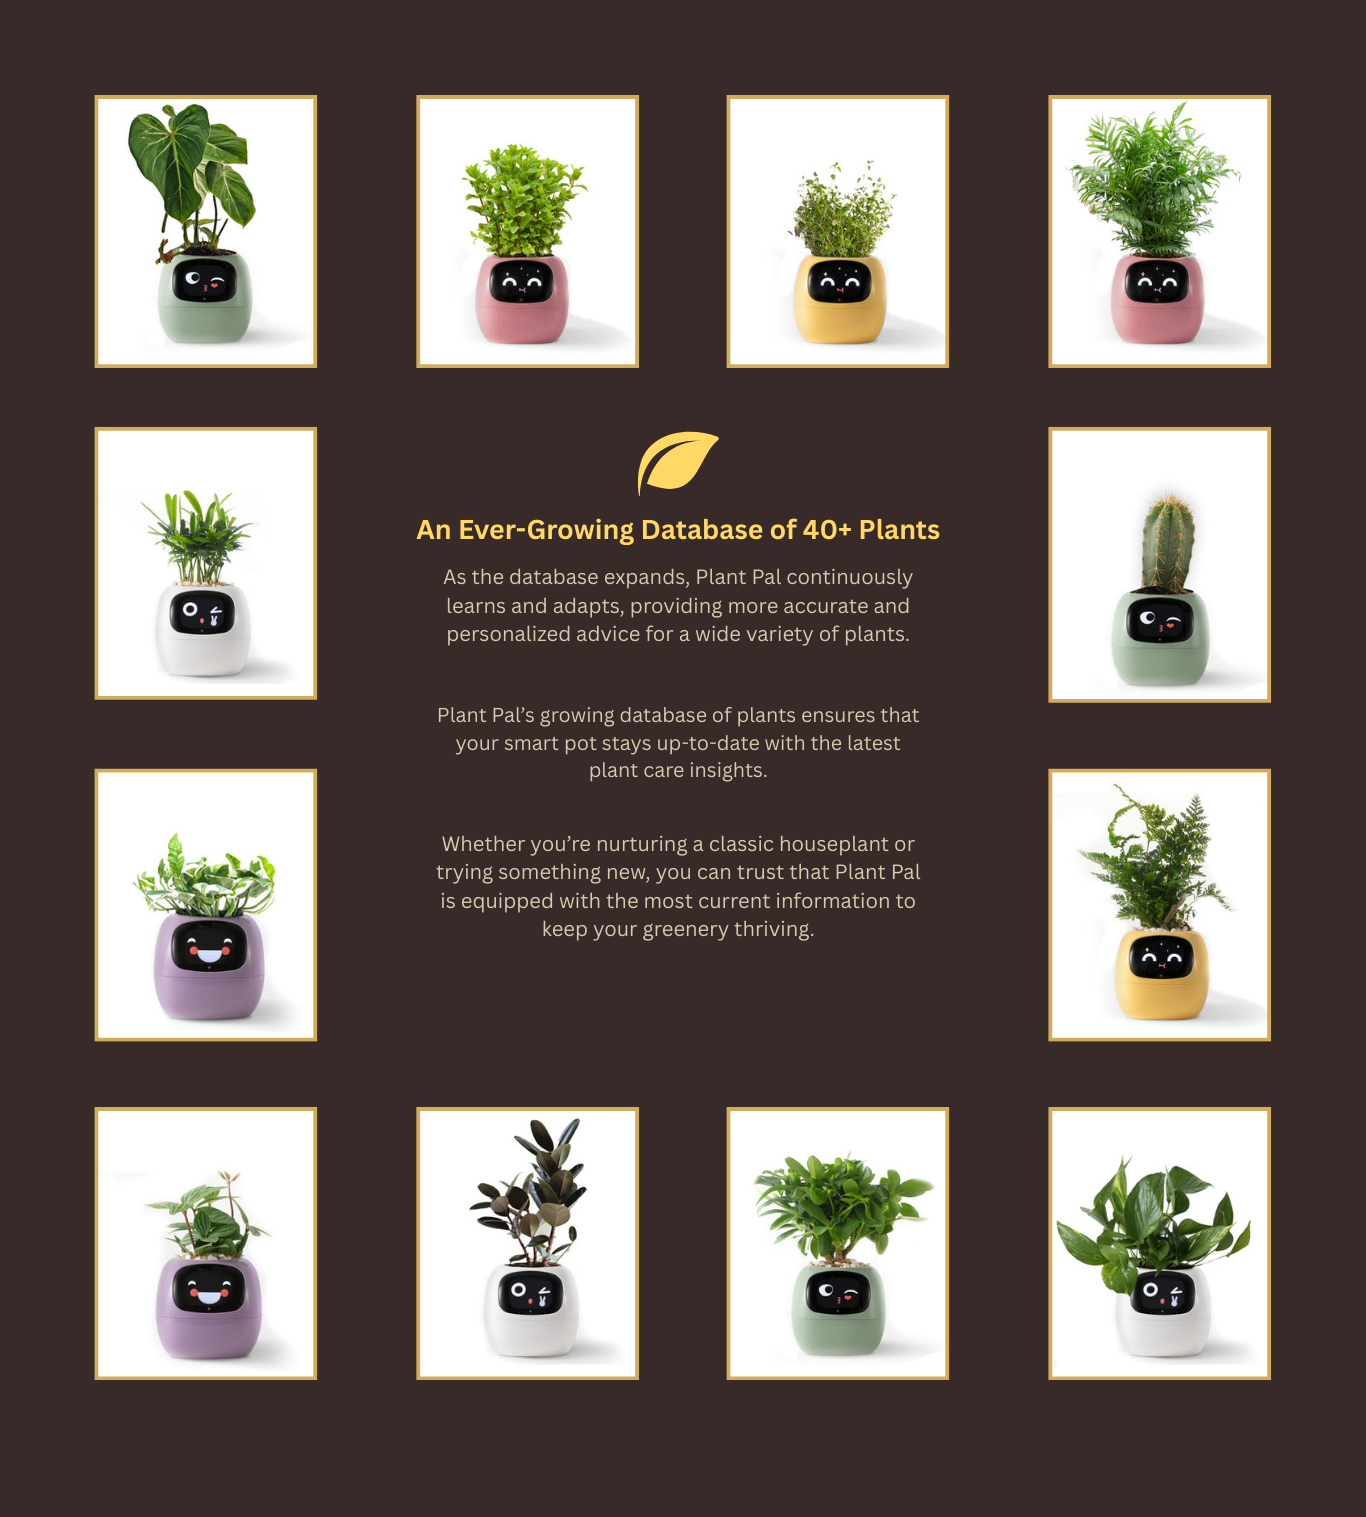 An Ever-Growing Database of 40+ Plants
As the database expands, Plant Pal continuously
learns and adapts, providing more accurate and
personalized advice for a wide variety of plants.
Plant Pal’s growing database of plants ensures that
your smart pot stays up-to-date with the latest
plant care insights.
Whether you’re nurturing a classic houseplant or
trying something new, you can trust that Plant Pal
is equipped with the most current information to
keep your greenery thriving.